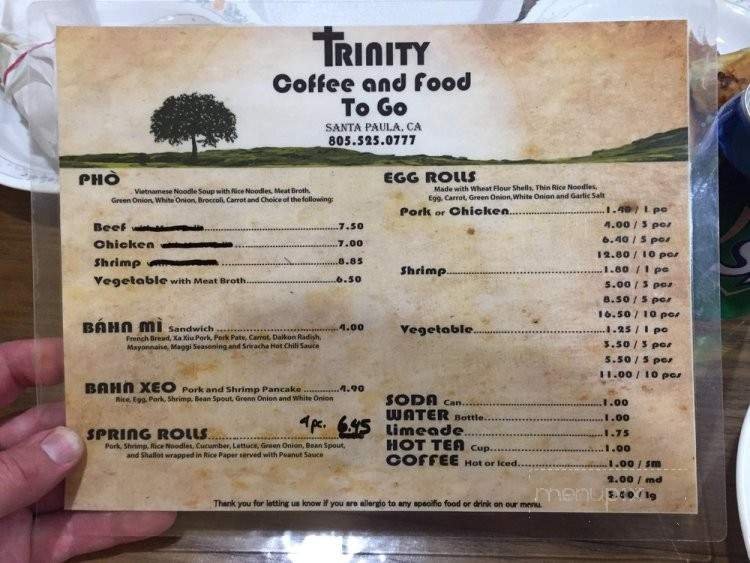 TRINITY
Coffee and Food
To Go
SANTA PAULA, CA
805.525.0777
PHÒ
Vietnamese Noodle Soup with Rice Noodles, Meat Broth,
Green Onion, White Onion, Broccoli, Carrot and Choice of the following:
Beef 7.50
Chicken 7.00
Shrimp 8.85
Vegetable with Meat Broth 6.50
BÁHN MÌ Sandwich 4.00
French Bread, Xa Xiu Pork, Pork Pate, Carrot, Daikon Radish,
Mayonnaise, Maggi Seasoning and Sriracha Hot Chili Sauce
BAHN XEO Pork and Shrimp Pancake 4.90
Rice, Egg, Pork, Shrimp, Bean Spout, Green Onion and White Onion
SPRING ROLLS 4 pc. 6.45
Pork, Shrimp, Rice Noodles, Cucumber, Lettuce, Green Onion, Bean Spout,
and Shallot wrapped in Rice Paper served with Peanut Sauce
EGG ROLLS
Made with Wheat Flour Shells, Thin Rice Noodles,
Egg, Carrot, Green Onion, White Onion and Garlic Salt
Pork or Chicken 1.40 / 1 pc
4.00 / 3 pcs
6.40 / 5 pcs
12.80 / 10 pcs
Shrimp 1.80 / 1 pc
5.00 / 3 pcs
8.50 / 5 pcs
16.50 / 10 pcs
Vegetable 1.25 / 1 pc
3.50 / 3 pcs
5.50 / 5 pcs
11.00 / 10 pcs
SODA Can 1.00
WATER Bottle 1.00
Limeade 1.75
HOT TEA Cup 1.00
COFFEE Hot or Iced 1.00 / sm
2.00 / md
/ lg
Thank you for letting us know if you are allergic to any specific food or drink on our menu.